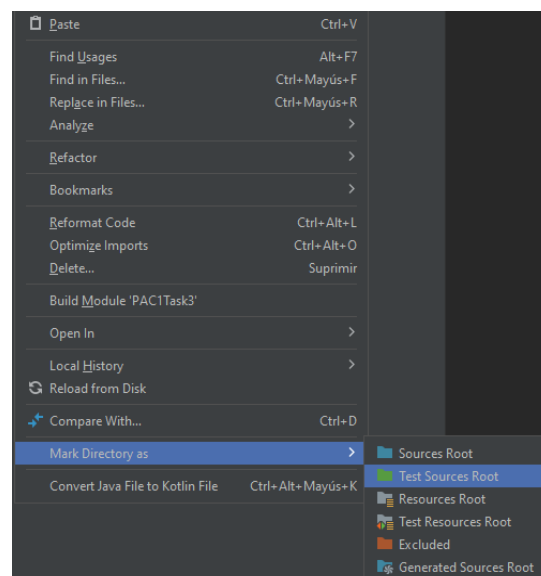 Paste Ctrl+V
Find Usages Alt+F7
Find in Files... Ctrl+Mayús+F
Replace in Files... Ctrl+Mayús+R
Analyze
Refactor
Bookmarks
Reformat Code Ctrl+Alt+L
Optimize Imports Ctrl+Alt+O
Delete... Suprimir
Build Module 'PAC1Task3'
Open In
Local History
Reload from Disk
Compare With... Ctrl+D
Mark Directory as
Convert Java File to Kotlin File Ctrl+Alt+Mayús+K
Sources Root
Test Sources Root
Resources Root
Test Resources Root
Excluded
Generated Sources Root